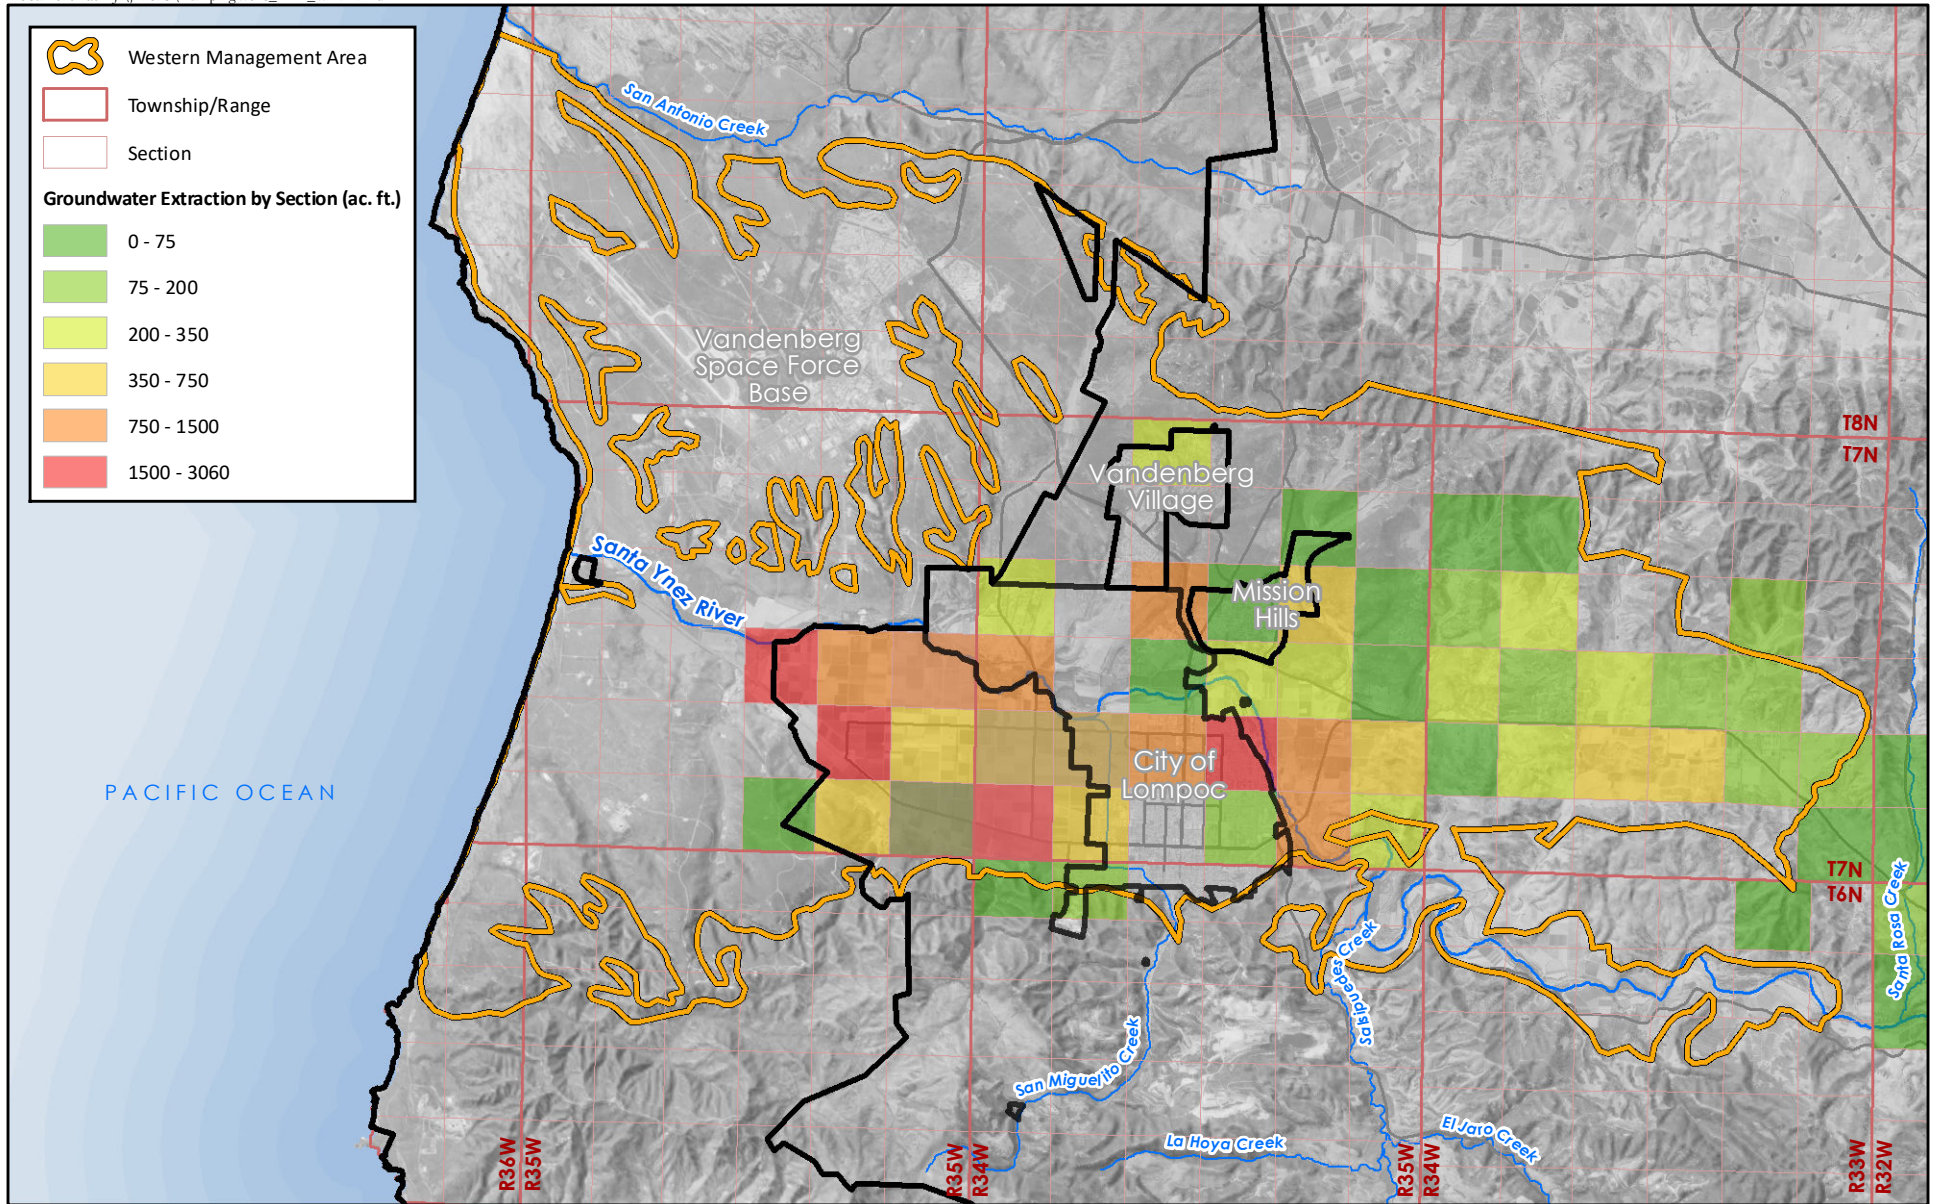 Western Management Area
Township/Range
Section
Groundwater Extraction by Section (ac. ft.)
0 - 75
75 - 200
200 - 350
350 - 750
750 - 1500
1500 - 3060
San Antonio Creek
Vandenberg
Space Force
Base
T8N
T7N
Vandenberg
Village
Santa Ynez River
Mission
Hills
City of
Lompoc
PACIFIC OCEAN
T7N
T6N
Santa Rosa Creek
Salsipuedes Creek
San Miguelito Creek
La Hoya Creek
El Jaro Creek
R36W
R35W
R35W
R34W
R35W
R34W
R33W
R32W